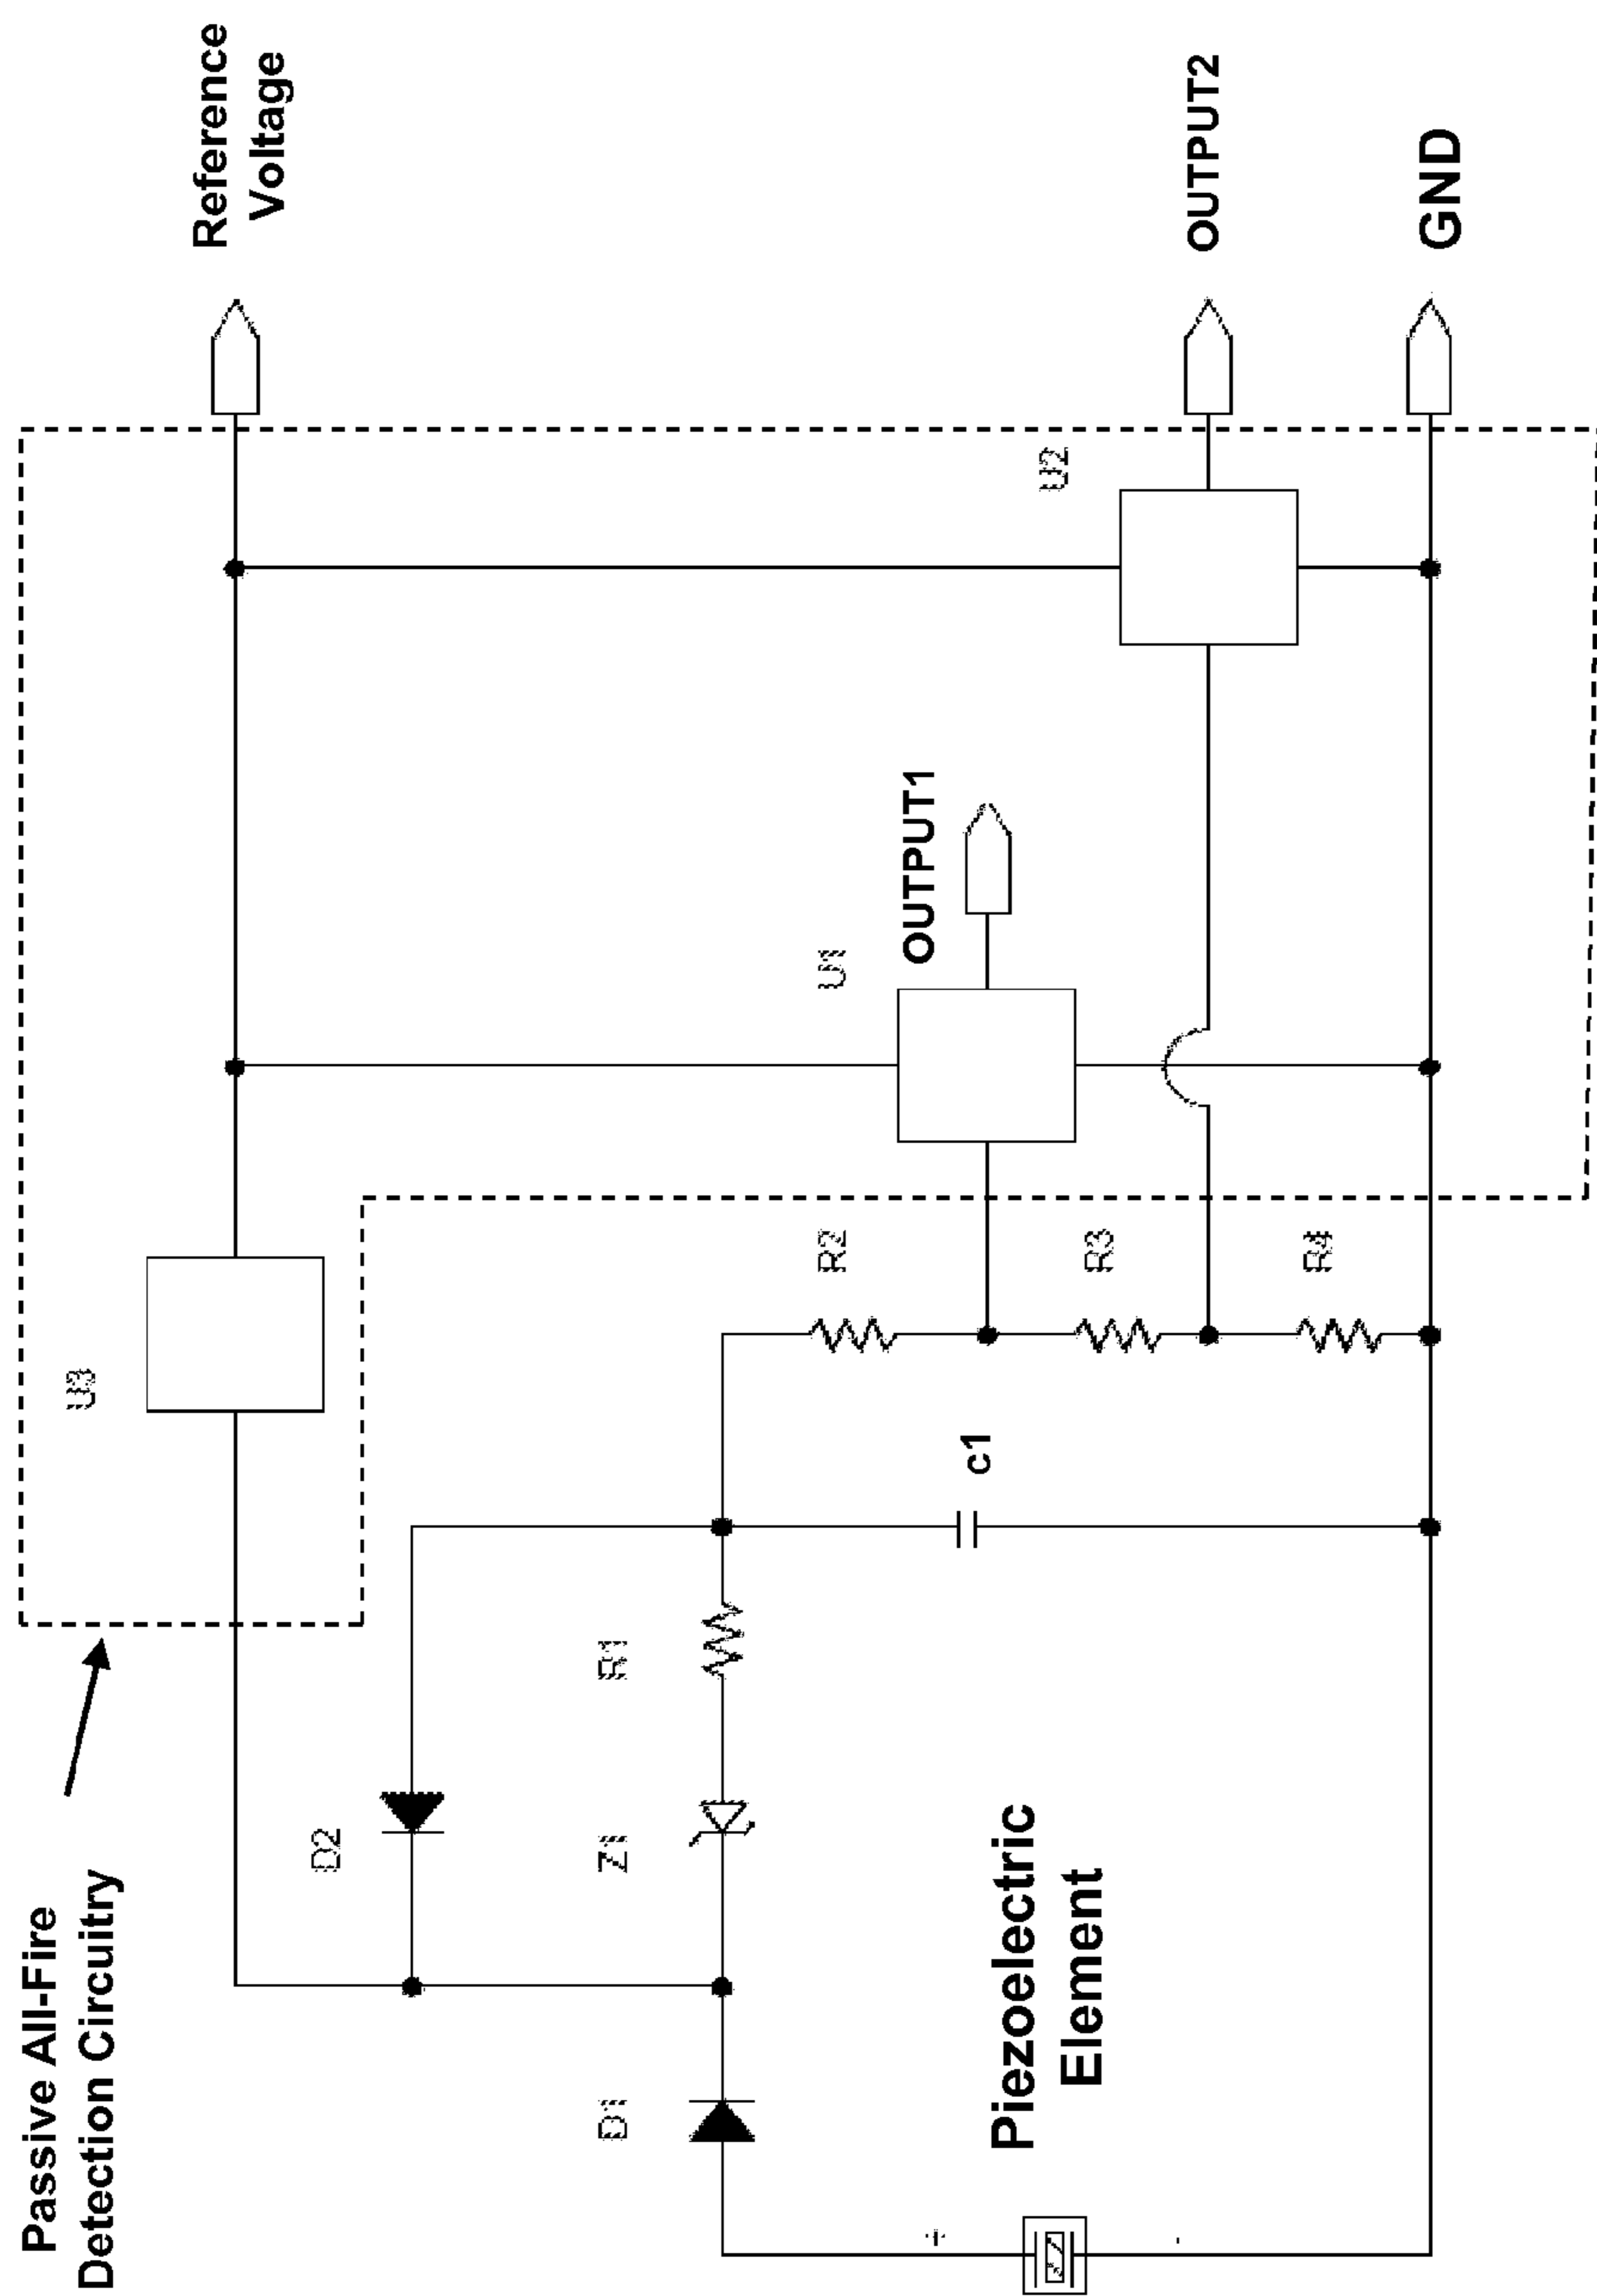 Passive All-Fire
Detection Circuitry
U3
Reference
Voltage
D2
D1
Z1
R1
R2
U1
OUTPUT1
c1
R3
U2
OUTPUT2
R4
Piezoelectric
Element
+
-
GND